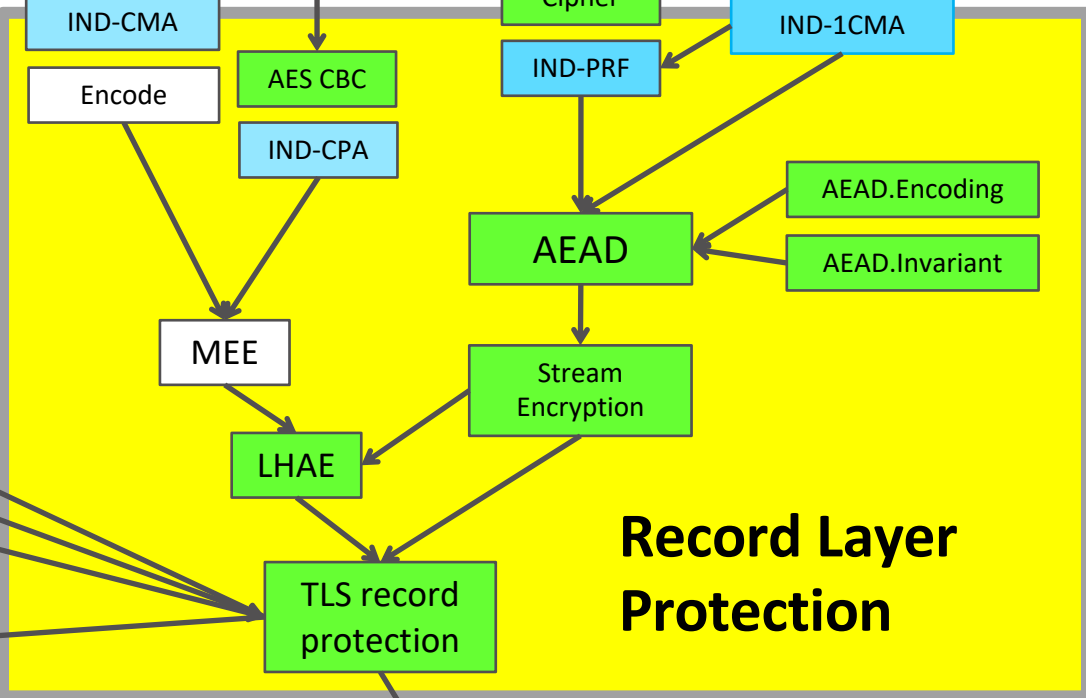 Cipher
IND-CMA
IND-1CMA
Encode
AES CBC
IND-PRF
IND-CPA
AEAD.Encoding
AEAD
AEAD.Invariant
MEE
Stream
Encryption
LHAE
Record Layer
Protection
TLS record
protection